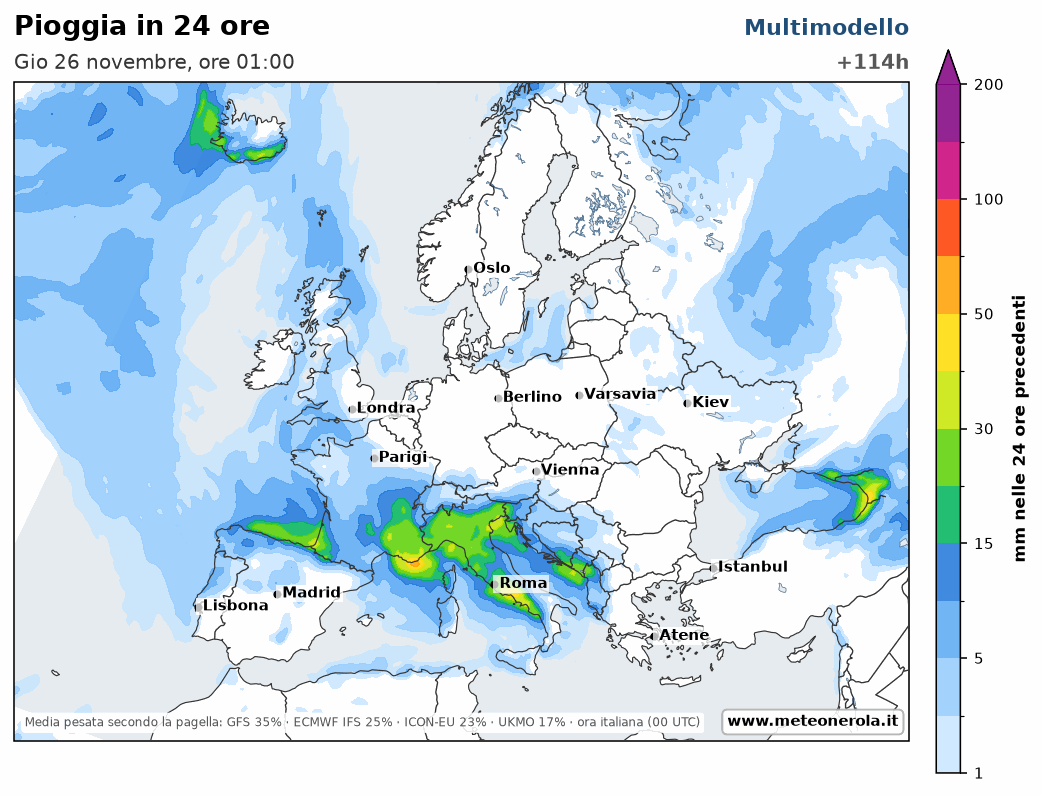 Pioggia in 24 ore
Multimodello
Gio 26 novembre, ore 01:00
+114h
200
100
50
30
15
5
1
mm nelle 24 ore precedenti
Oslo
Londra
Berlino
Varsavia
Kiev
Parigi
Vienna
Istanbul
Roma
Madrid
Lisbona
Atene
Media pesata secondo la pagella: GFS 35% · ECMWF IFS 25% · ICON-EU 23% · UKMO 17% · ora italiana (00 UTC)
www.meteonerola.it